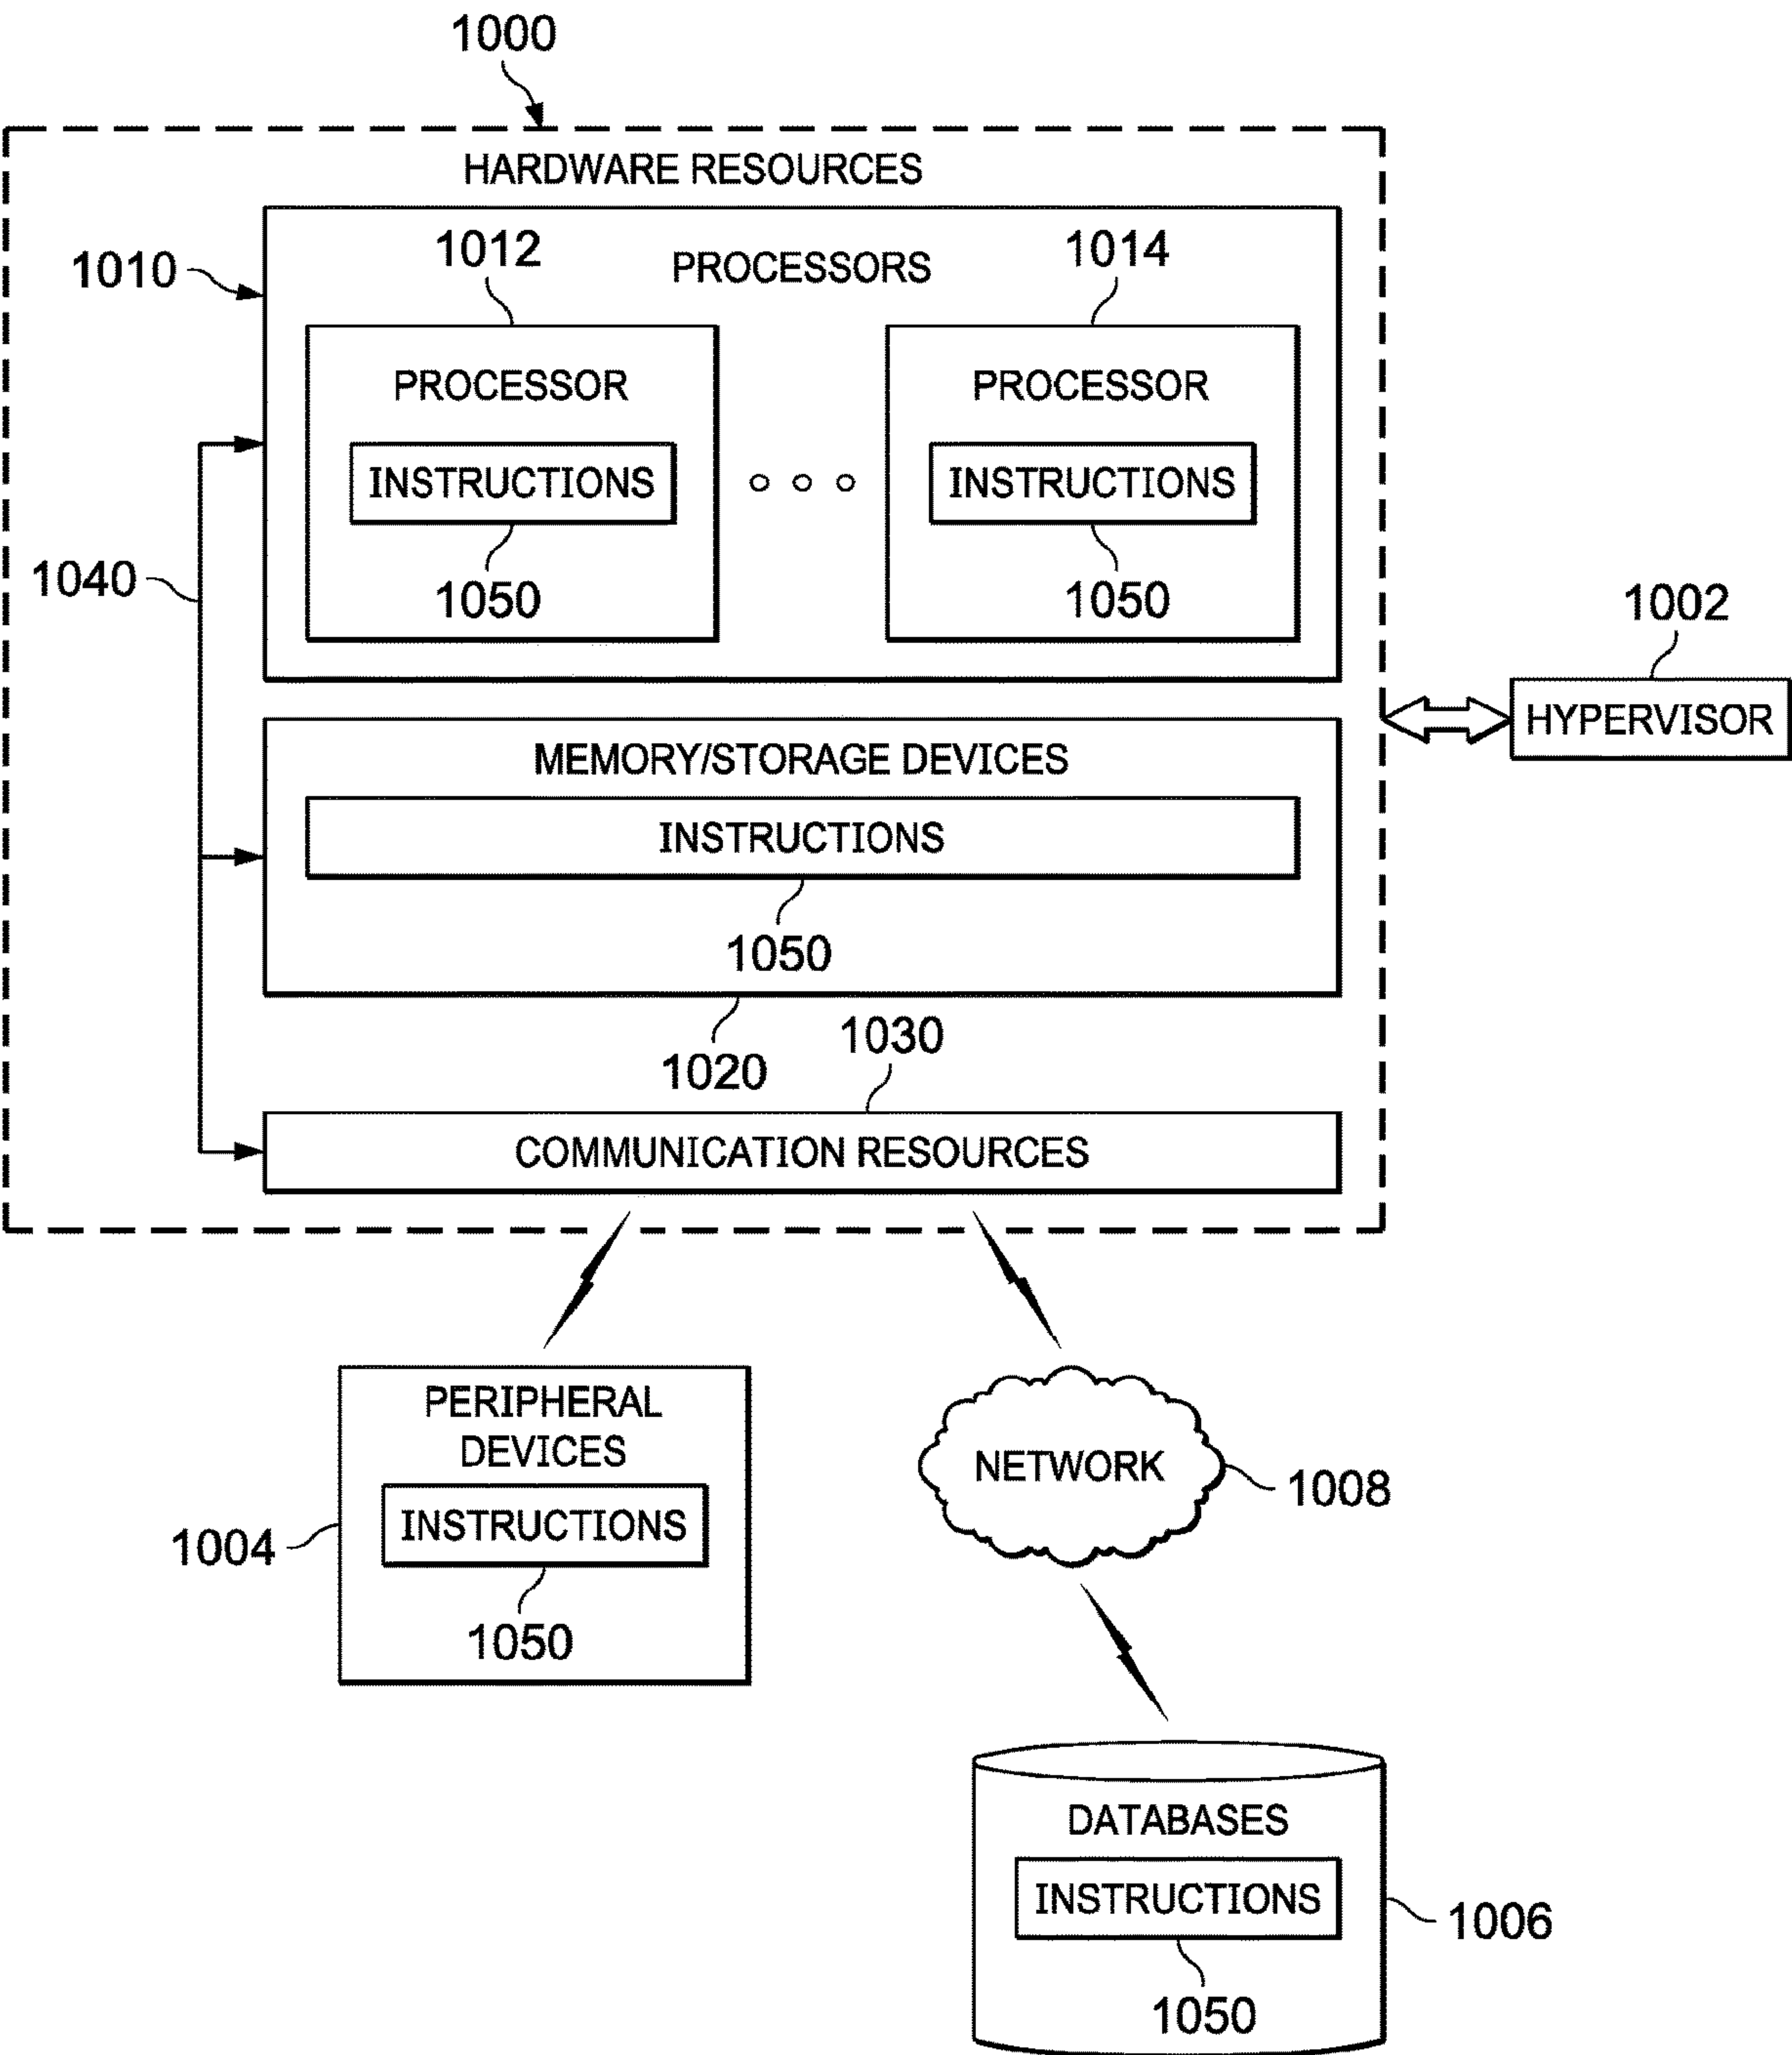 1000
HARDWARE RESOURCES
1010
1012
PROCESSORS
1014
PROCESSOR
PROCESSOR
INSTRUCTIONS
INSTRUCTIONS
1040
1050
1050
1002
HYPERVISOR
MEMORY/STORAGE DEVICES
INSTRUCTIONS
1050
1020
1030
COMMUNICATION RESOURCES
PERIPHERAL
DEVICES
INSTRUCTIONS
1004
1050
NETWORK
1008
DATABASES
INSTRUCTIONS
1006
1050